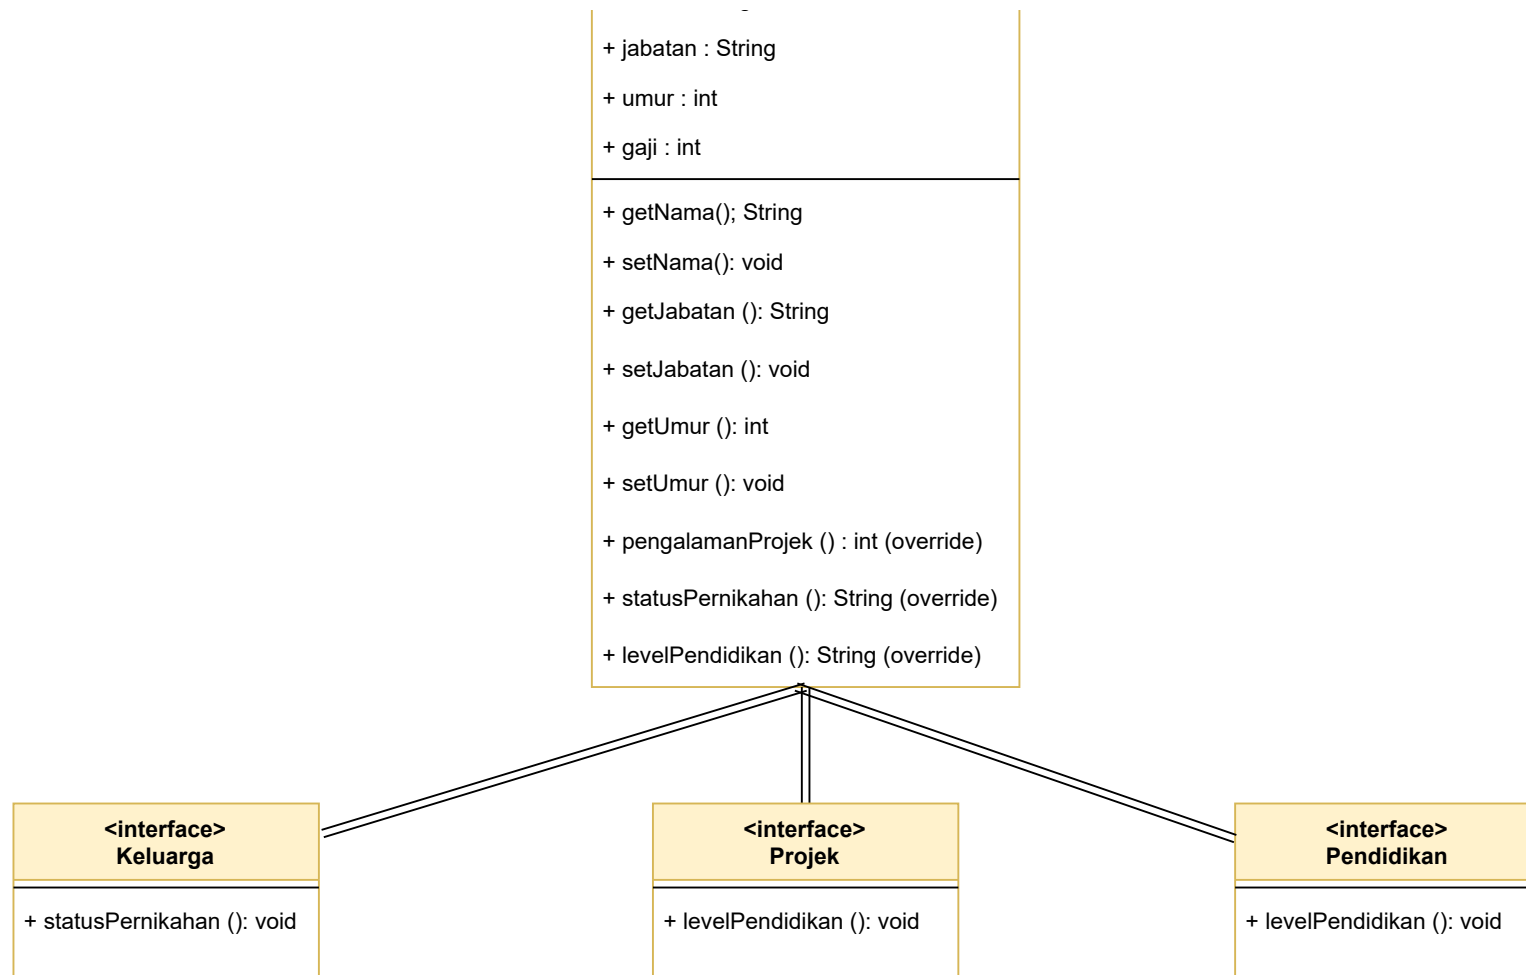 + jabatan : String
+ umur : int
+ gaji : int
+ getNama(); String
+ setNama(): void
+ getJabatan (): String
+ setJabatan (): void
+ getUmur (): int
+ setUmur (): void
+ pengalamanProjek () : int (override)
+ statusPernikahan (): String (override)
+ levelPendidikan (): String (override)
<interface>
Keluarga
+ statusPernikahan (): void
<interface>
Projek
+ levelPendidikan (): void
<interface>
Pendidikan
+ levelPendidikan (): void